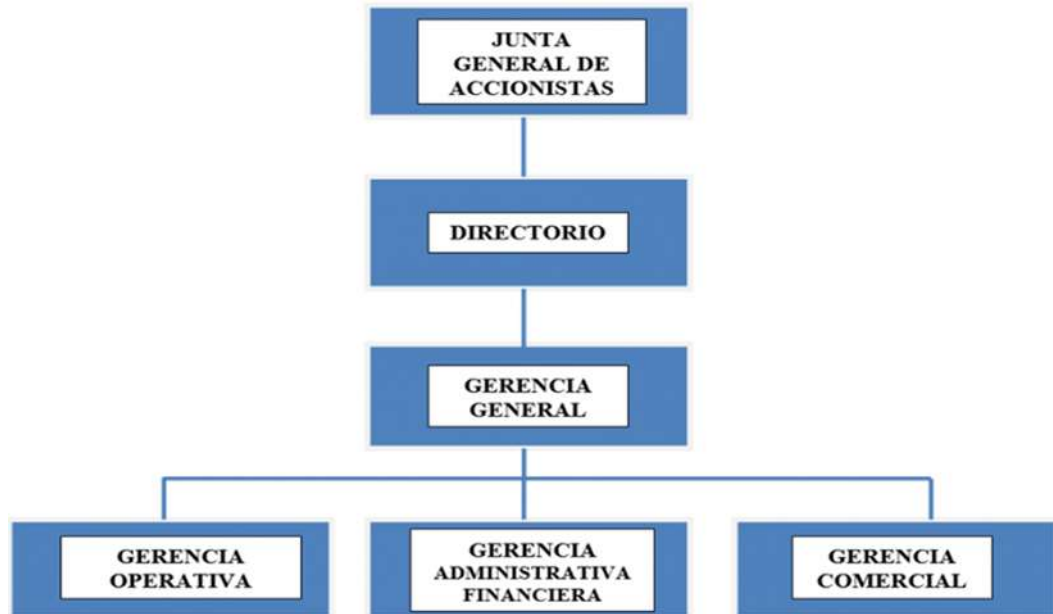 JUNTA
GENERAL DE
ACCIONISTAS
DIRECTORIO
GERENCIA
GENERAL
GERENCIA
OPERATIVA
GERENCIA
ADMINISTRATIVA
FINANCIERA
GERENCIA
COMERCIAL